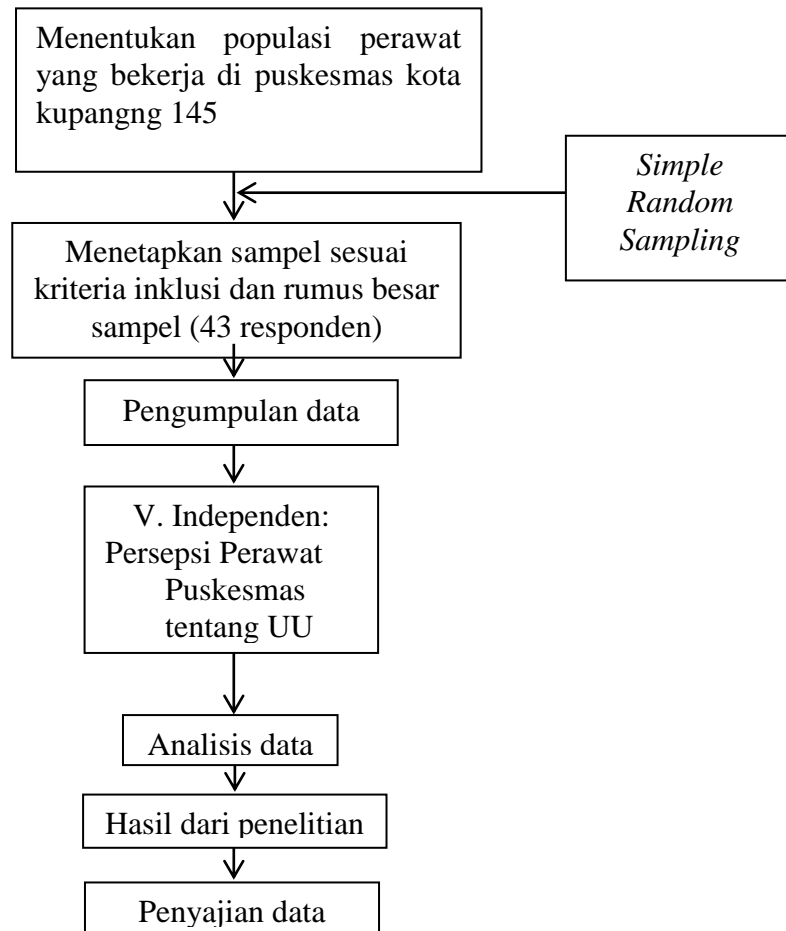 Menentukan populasi perawat
yang bekerja di puskesmas kota
kupangng 145
Simple
Random
Sampling
Menetapkan sampel sesuai
kriteria inklusi dan rumus besar
sampel (43 responden)
Pengumpulan data
V. Independen:
Persepsi Perawat
Puskesmas
tentang UU
Analisis data
Hasil dari penelitian
Penyajian data